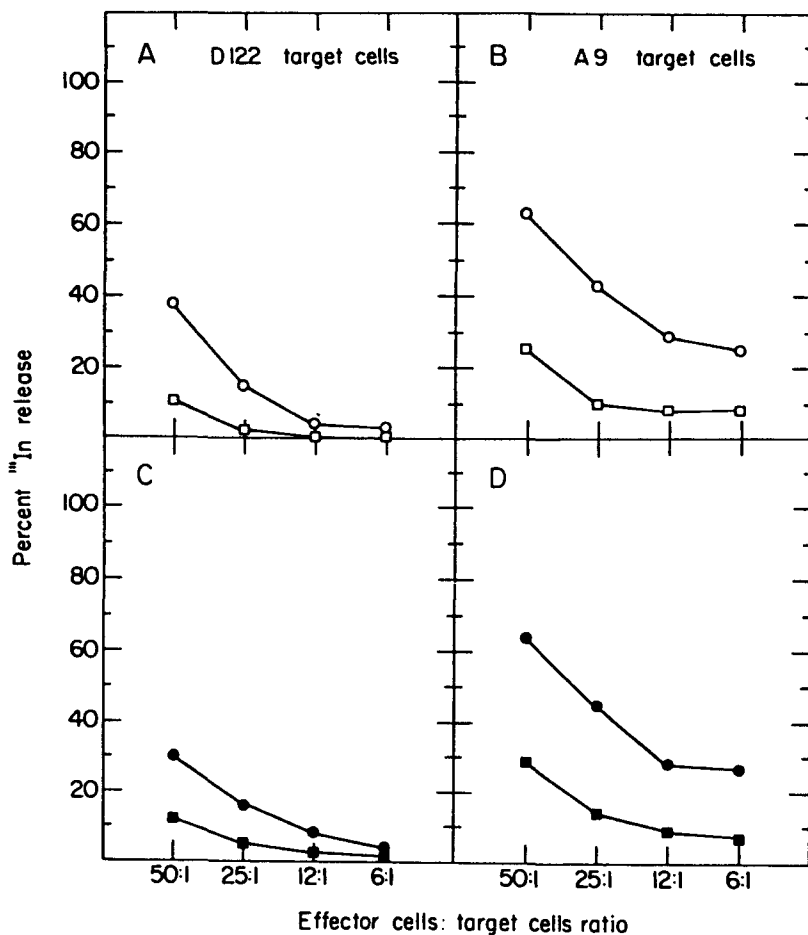 A D122 target cells
B A9 target cells
100
80
60
40
20
C
D
100
80
60
40
20
50:1 25:1 12:1 6:1
50:1 25:1 12:1 6:1
Percent ¹¹¹In release
Effector cells: target cells ratio